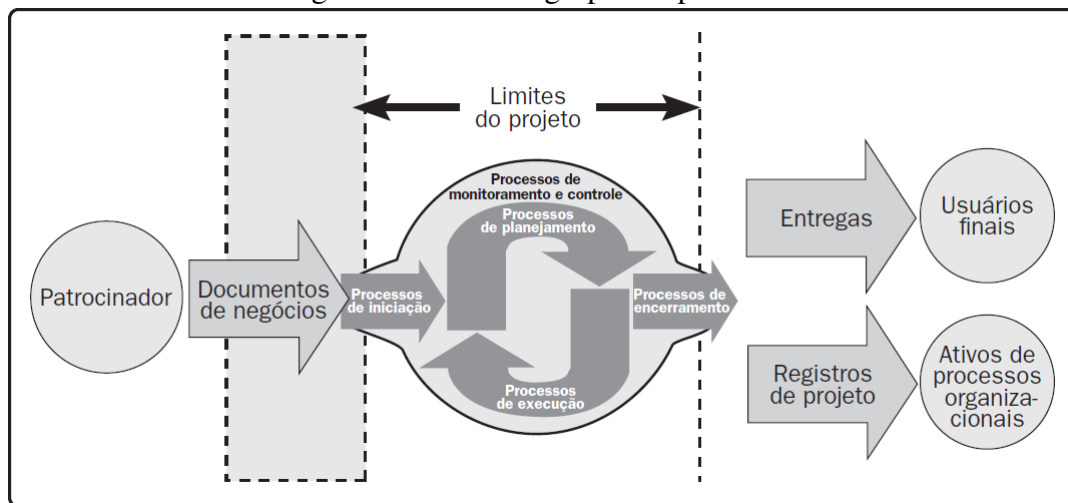 Limites
do projeto
Processos de
monitoramento e controle
Processos
de planejamento
Patrocinador
Documentos
de negócios
Processos
de iniciação
Processos de
encerramento
Processos
de execução
Entregas
Usuários
finais
Registros
de projeto
Ativos de
processos
organiza-
cionais